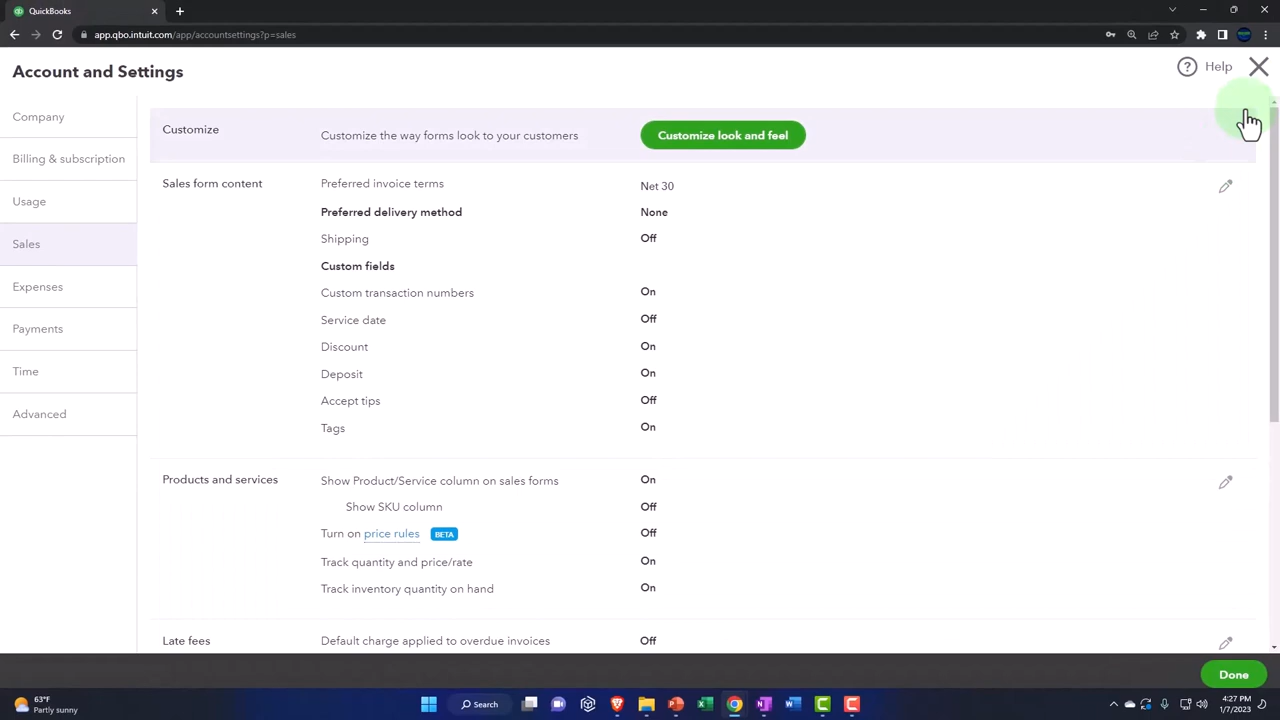 QuickBooks
app.qbo.intuit.com/app/accountsettings?p=sales
Account and Settings
Help
Company
Billing & subscription
Usage
Sales
Expenses
Payments
Time
Advanced
Customize Customize the way forms look to your customers Customize look and feel
Sales form content Preferred invoice terms Net 30
Preferred delivery method None
Shipping Off
Custom fields
Custom transaction numbers On
Service date Off
Discount On
Deposit On
Accept tips Off
Tags On
Products and services Show Product/Service column on sales forms On
Show SKU column Off
Turn on price rules BETA Off
Track quantity and price/rate On
Track inventory quantity on hand On
Late fees Default charge applied to overdue invoices Off
Done
63°F
Partly sunny
Search
4:27 PM
1/7/2023